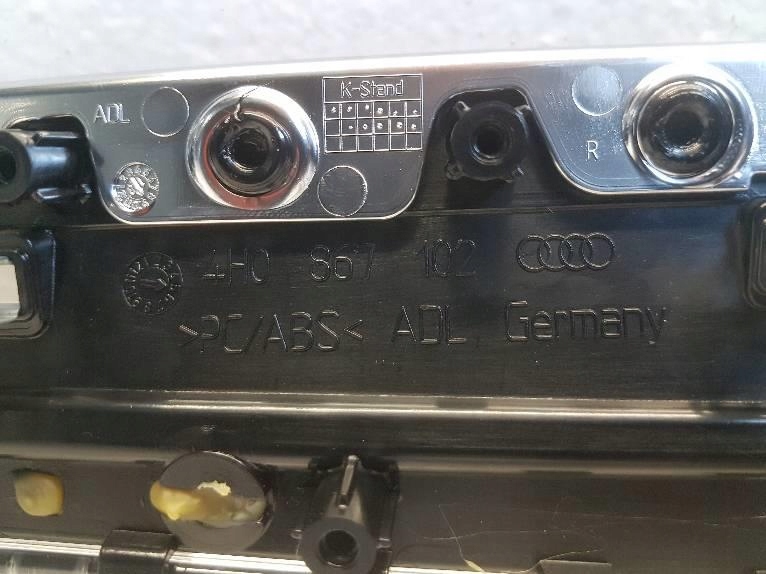 K-Stand
ADL
R
4H0 867 102
>PC/ABS< ADL Germany